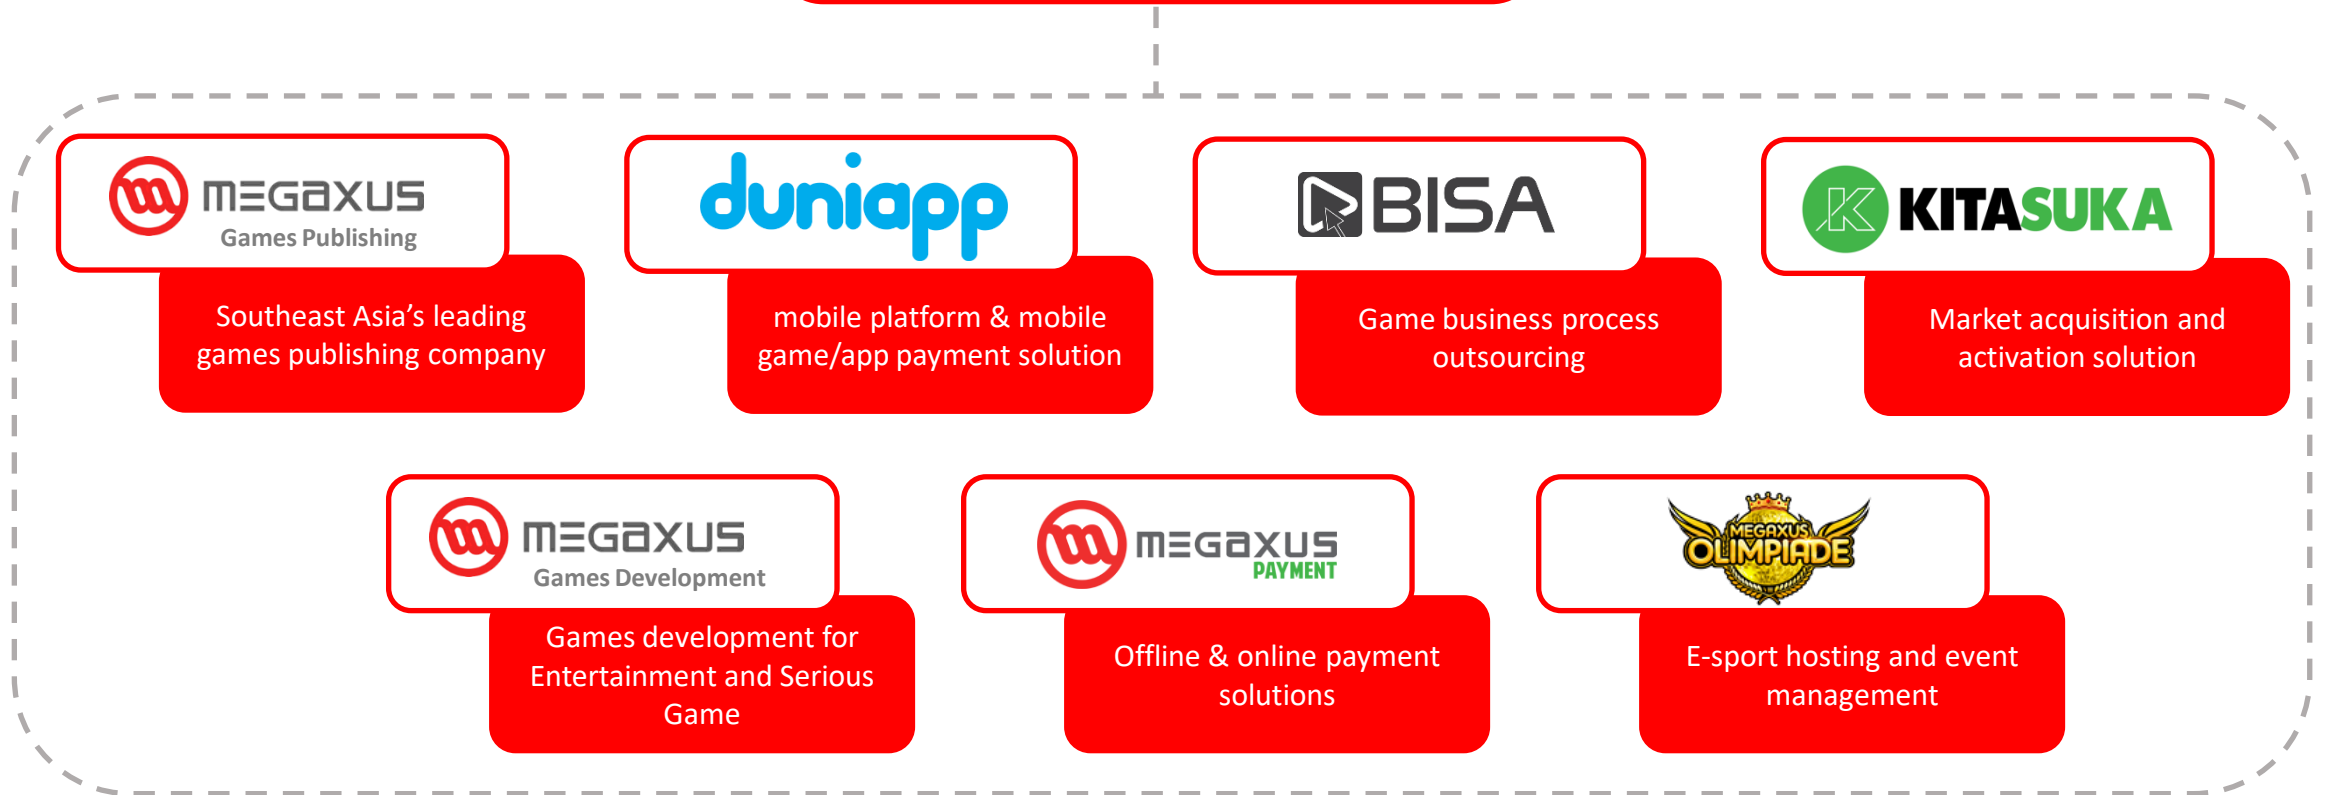 MEGAXUS
Games Publishing
Southeast Asia’s leading
games publishing company
duniapp
mobile platform & mobile
game/app payment solution
BISA
Game business process
outsourcing
KITASUKA
Market acquisition and
activation solution
MEGAXUS
Games Development
Games development for
Entertainment and Serious
Game
MEGAXUS
PAYMENT
Offline & online payment
solutions
MEGAXUS
OLIMPIADE
E-sport hosting and event
management